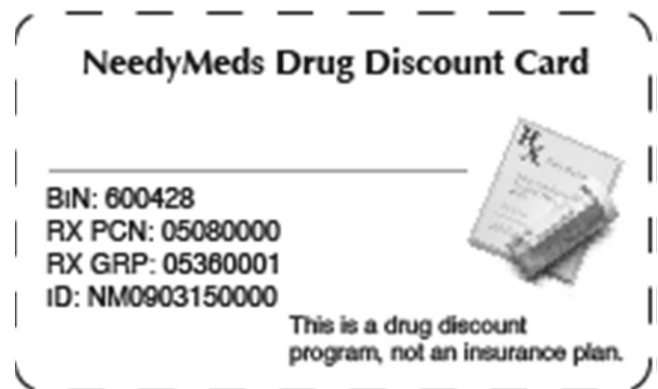 NeedyMeds Drug Discount Card
Rx
BIN: 600428
RX PCN: 05080000
RX GRP: 05360001
ID: NM0903150000
This is a drug discount
program, not an insurance plan.